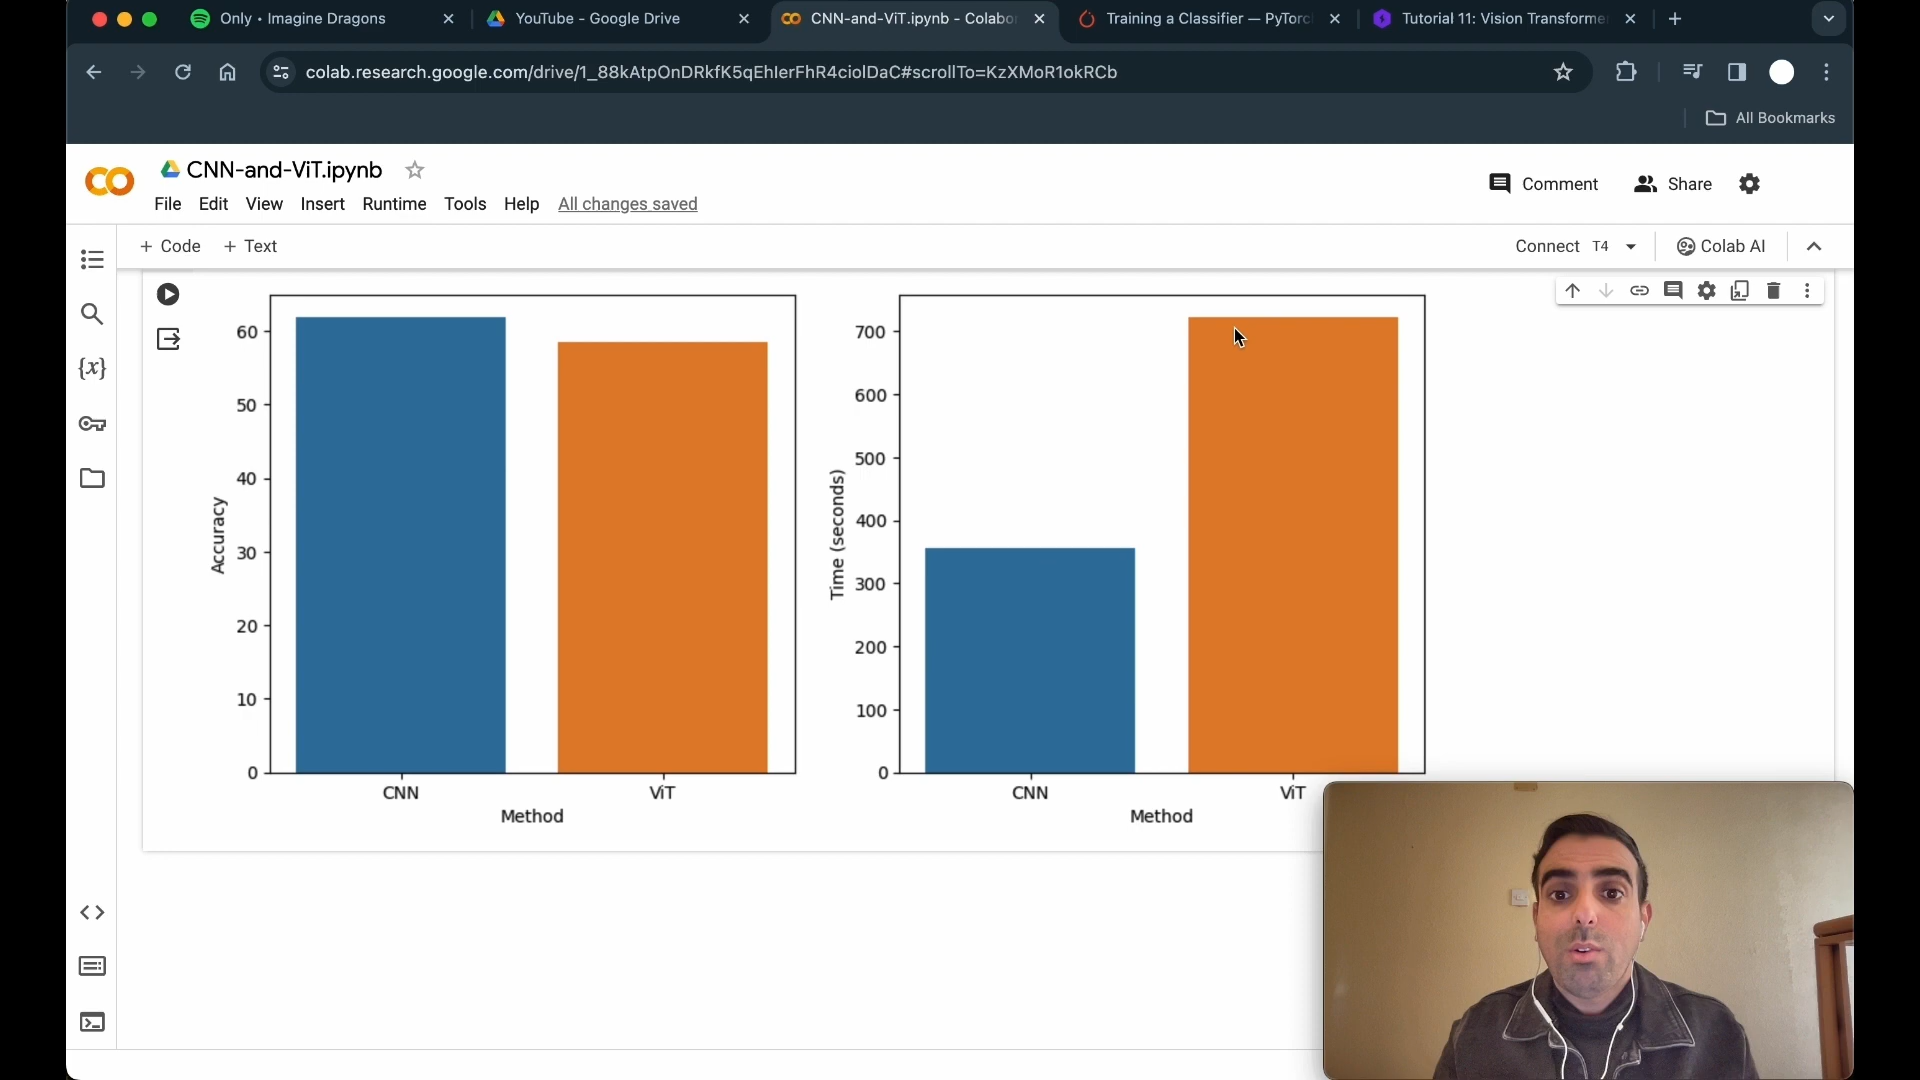 Only • Imagine Dragons
YouTube - Google Drive
CNN-and-ViT.ipynb - Colabo
Training a Classifier — PyTorc
Tutorial 11: Vision Transforme
colab.research.google.com/drive/1_88kAtpOnDRkfK5qEhIerFhR4cioIDaC#scrollTo=KzXMoR1okRCb
All Bookmarks
CNN-and-ViT.ipynb
Comment
Share
File Edit View Insert Runtime Tools Help All changes saved
+ Code + Text
Connect T4
Colab AI
{x}
60
50
40
30
20
10
0
Accuracy
CNN
ViT
Method
700
600
500
400
300
200
100
0
Time (seconds)
CNN
ViT
Method